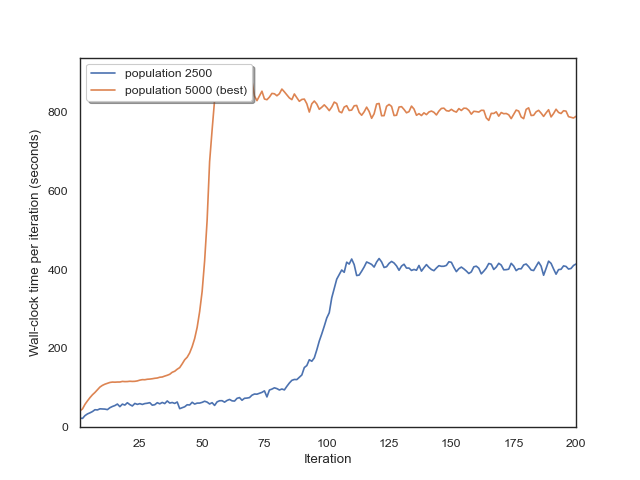 population 2500
population 5000 (best)
800
600
400
200
0
25 50 75 100 125 150 175 200
Iteration
Wall-clock time per iteration (seconds)